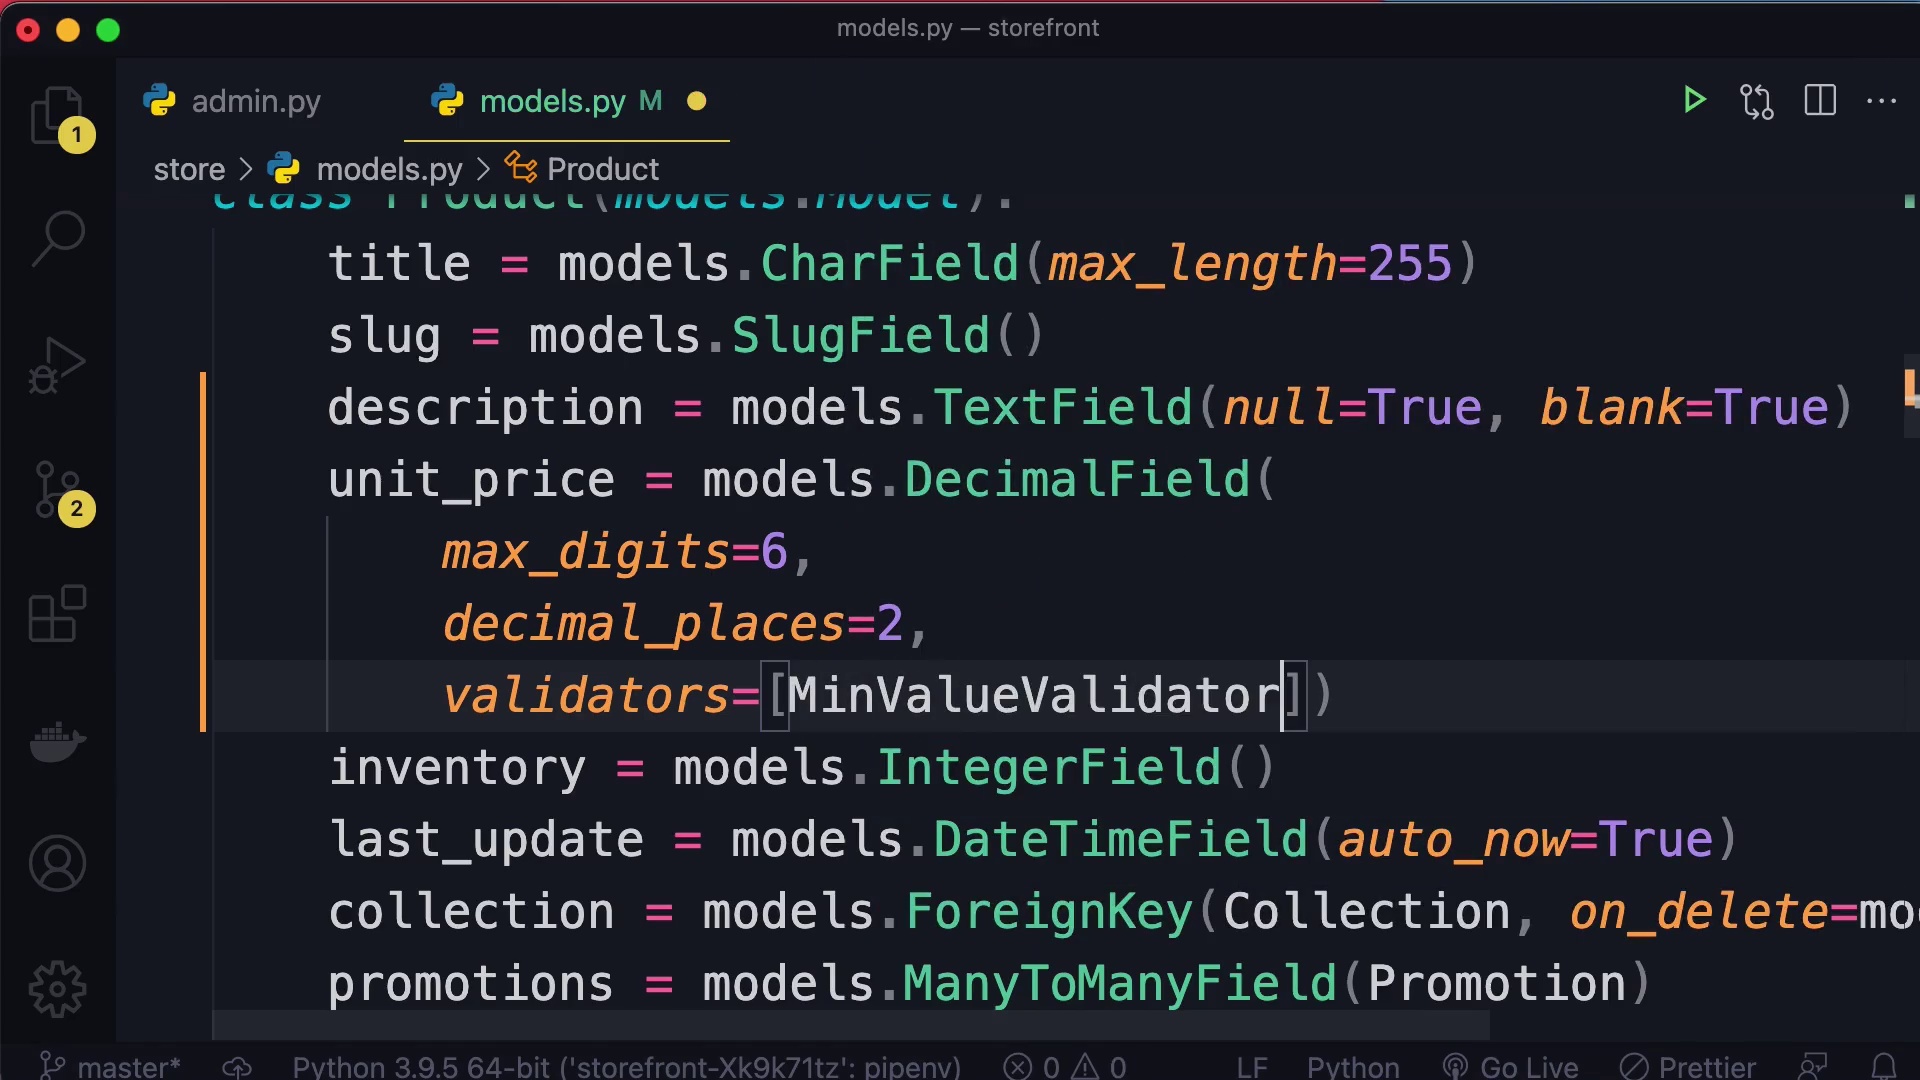 models.py — storefront
admin.py
models.py M
1
store > models.py > Product
class Product(models.Model):
title = models.CharField(max_length=255)
slug = models.SlugField()
description = models.TextField(null=True, blank=True)
unit_price = models.DecimalField(
max_digits=6,
decimal_places=2,
validators=[MinValueValidator])
2
inventory = models.IntegerField()
last_update = models.DateTimeField(auto_now=True)
collection = models.ForeignKey(Collection, on_delete=mo
promotions = models.ManyToManyField(Promotion)
master* Python 3.9.5 64-bit ('storefront-Xk9k71tz': pipenv) 0 0 LF Python Go Live Prettier